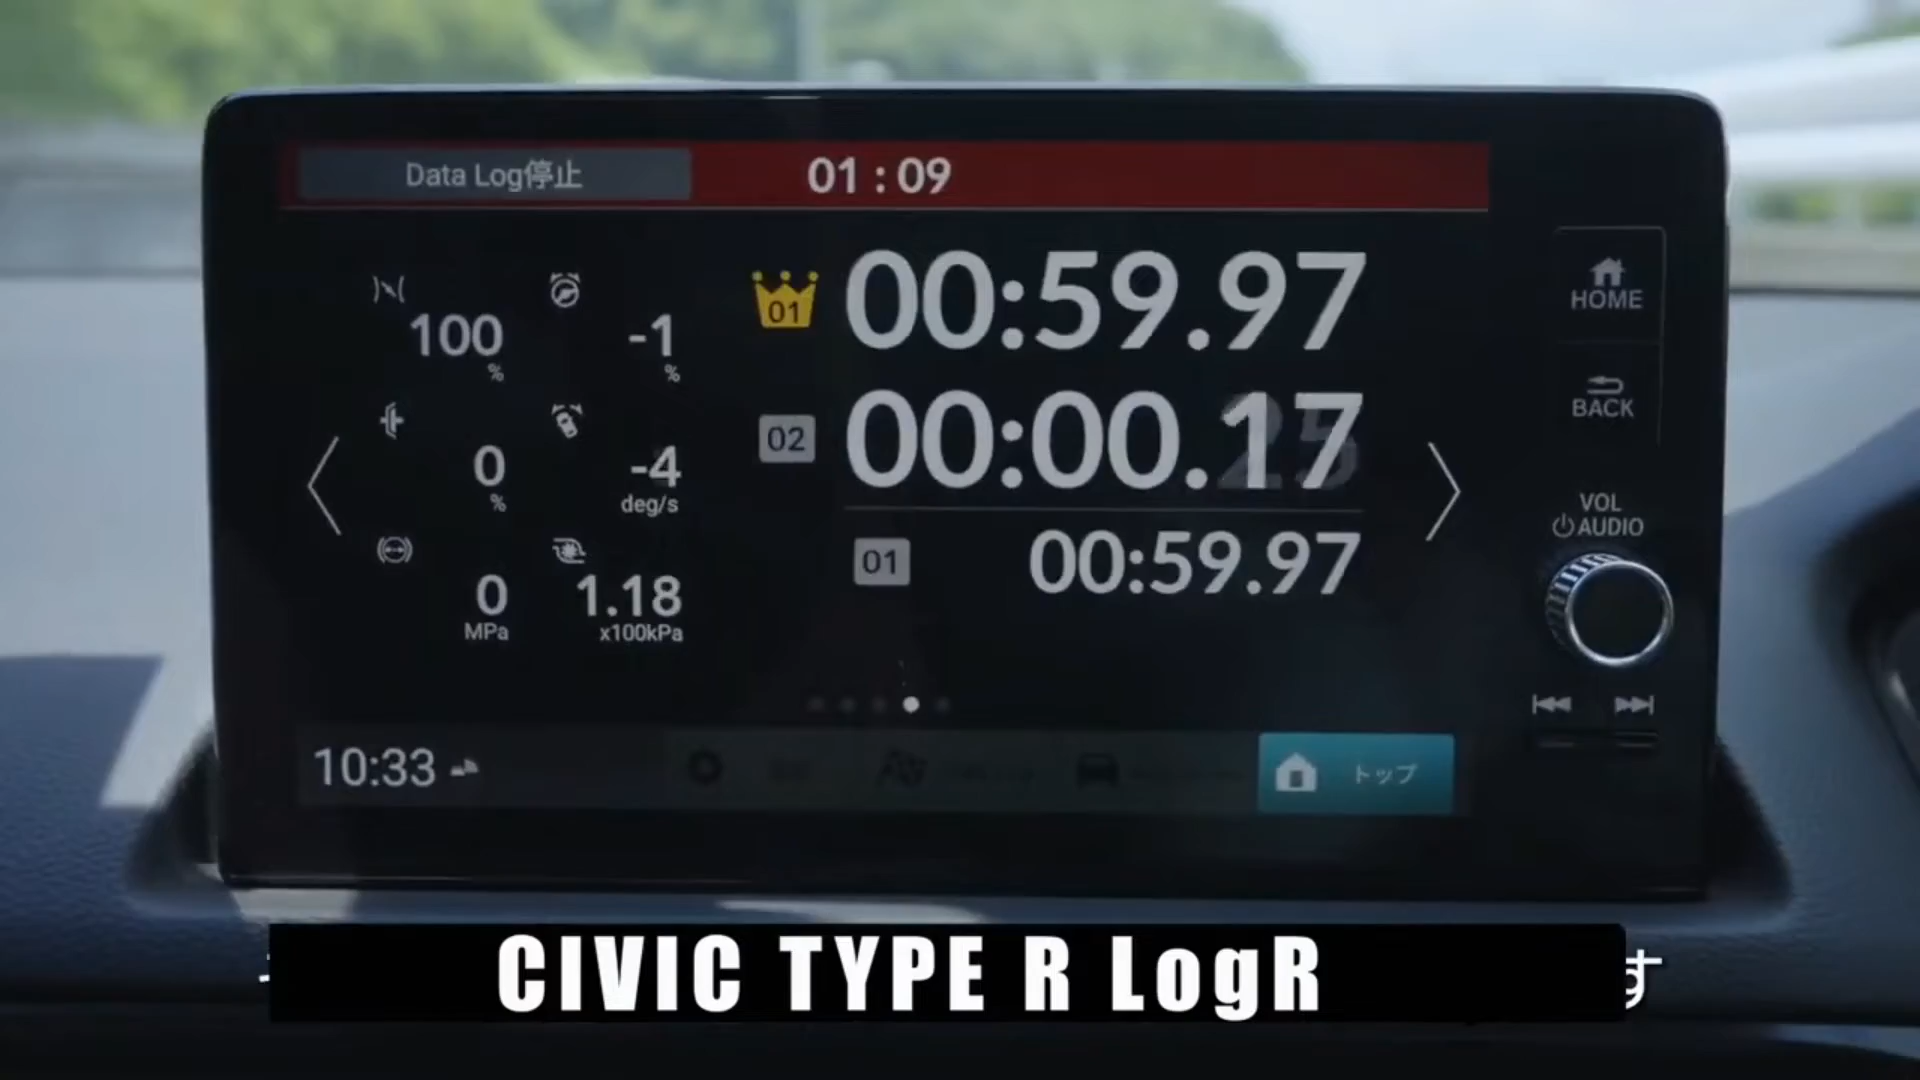 Data Log停止 01:09
01 00:59.97
100 %
-1 %
02 00:00.17
0 %
-4 deg/s
01 00:59.97
0 MPa
1.18 x100kPa
10:33
トップ
HOME
BACK
VOL
AUDIO
CIVIC TYPE R LogR
す